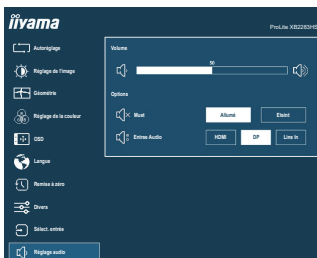 iiyama
ProLite XB2283HS
Autoréglage
Réglage de l'image
Géométrie
Réglage de la couleur
OSD
Langue
Remise à zéro
Divers
Sélect. entrée
Réglage audio
Volume
50
Options
Muet
Allumé
Eteint
Entree Audio
HDMI
DP
Line In